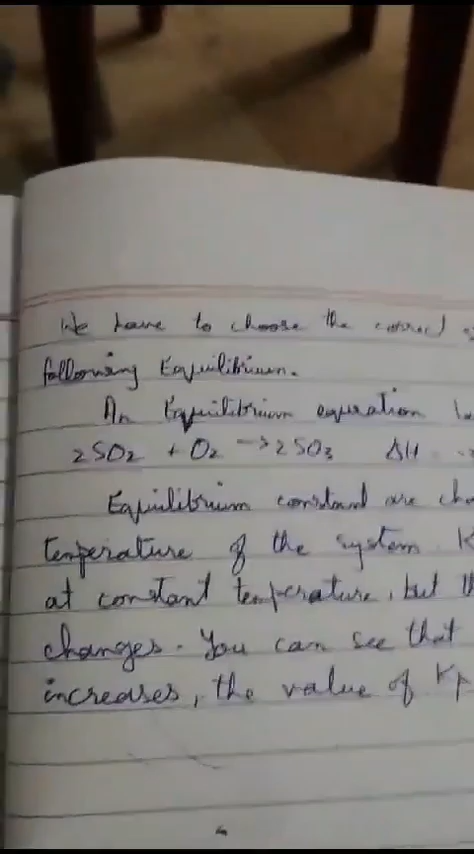 We have to choose the correct
following Equilibrium.
An Equilibrium equation
2SO2 + O2 → 2SO3 ΔH
Equilibrium constant are
temperature of the system. K
at constant temperature, but
changes. You can see that
increases, the value of Kp